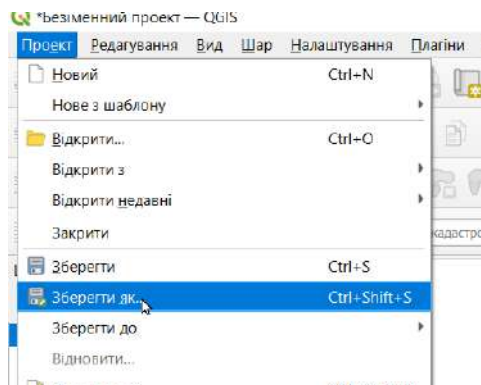 *Безіменний проект — QGIS
Проект Редагування Вид Шар Налаштування Плагіни
Новий Ctrl+N
Нове з шаблону
Відкрити... Ctrl+O
Відкрити з
Відкрити недавні
Закрити
кадастро
Зберегти Ctrl+S
Зберегти як... Ctrl+Shift+S
Зберегти до
Відновити...